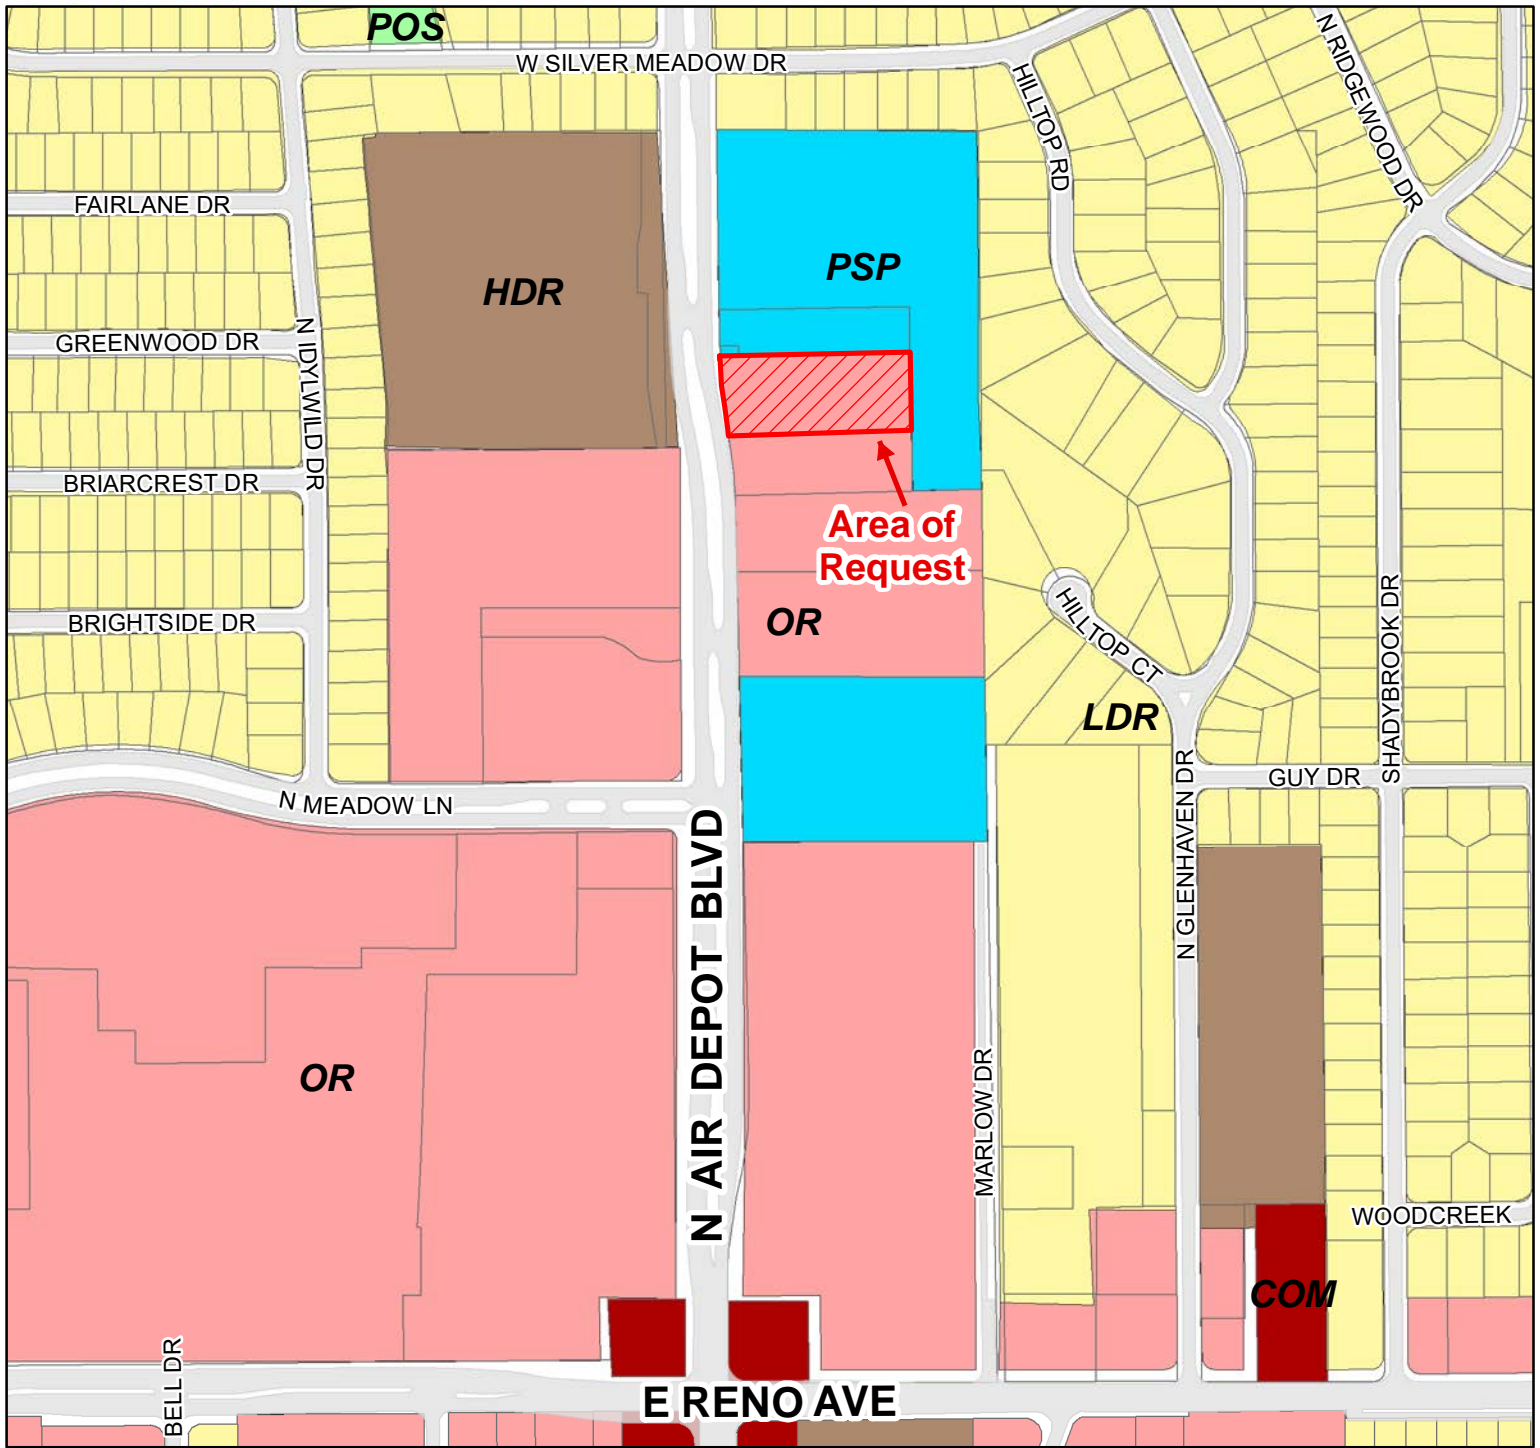 POS
W SILVER MEADOW DR
N RIDGEWOOD DR
HILLTOP RD
FAIRLANE DR
HDR
PSP
GREENWOOD DR
N IDYLWILD DR
BRIARCREST DR
Area of
Request
BRIGHTSIDE DR
OR
HILLTOP CT
SHADYBROOK DR
LDR
GUY DR
N MEADOW LN
N AIR DEPOT BLVD
N GLENHAVEN DR
OR
MARLOW DR
WOODCREEK
COM
BELL DR
E RENO AVE